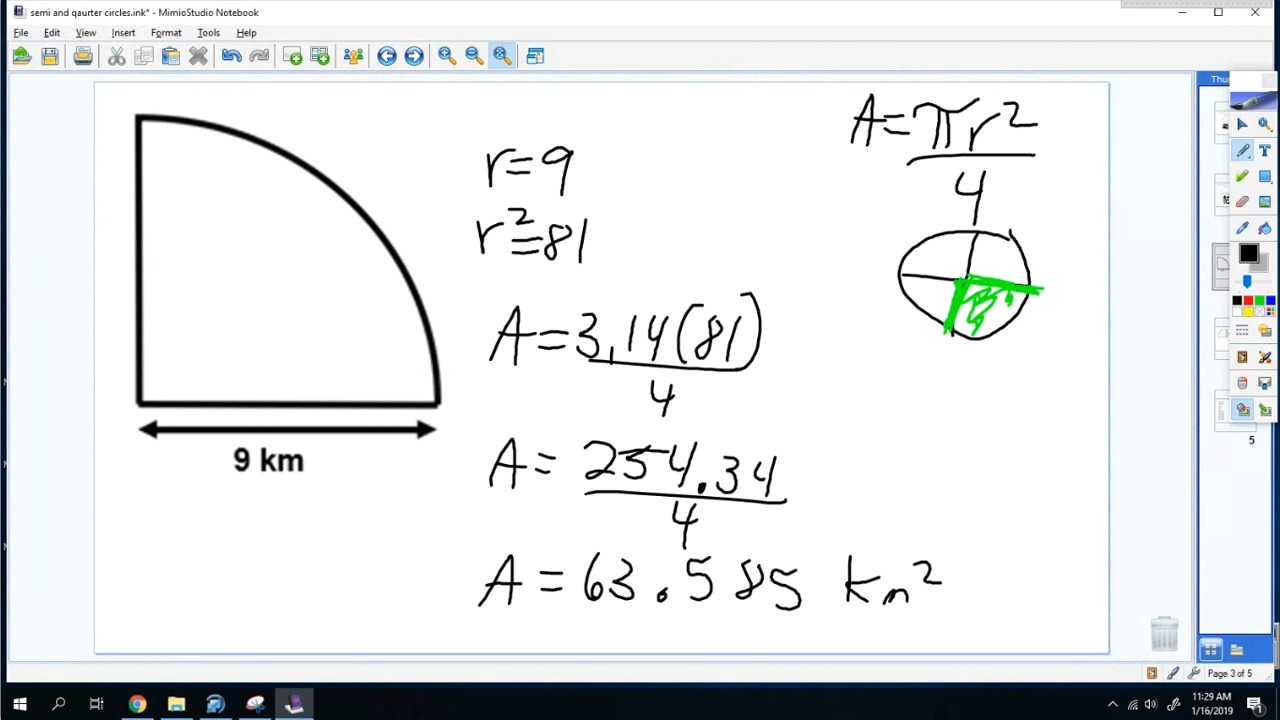 semi and qaurter circles.ink* - MimioStudio Notebook
File Edit View Insert Format Tools Help
A = πr²
4
r = 9
r² = 81
A = 3.14(81)
4
A = 254.34
4
A = 63.585 km²
9 km
5
Page 3 of 5
11:29 AM
1/16/2019